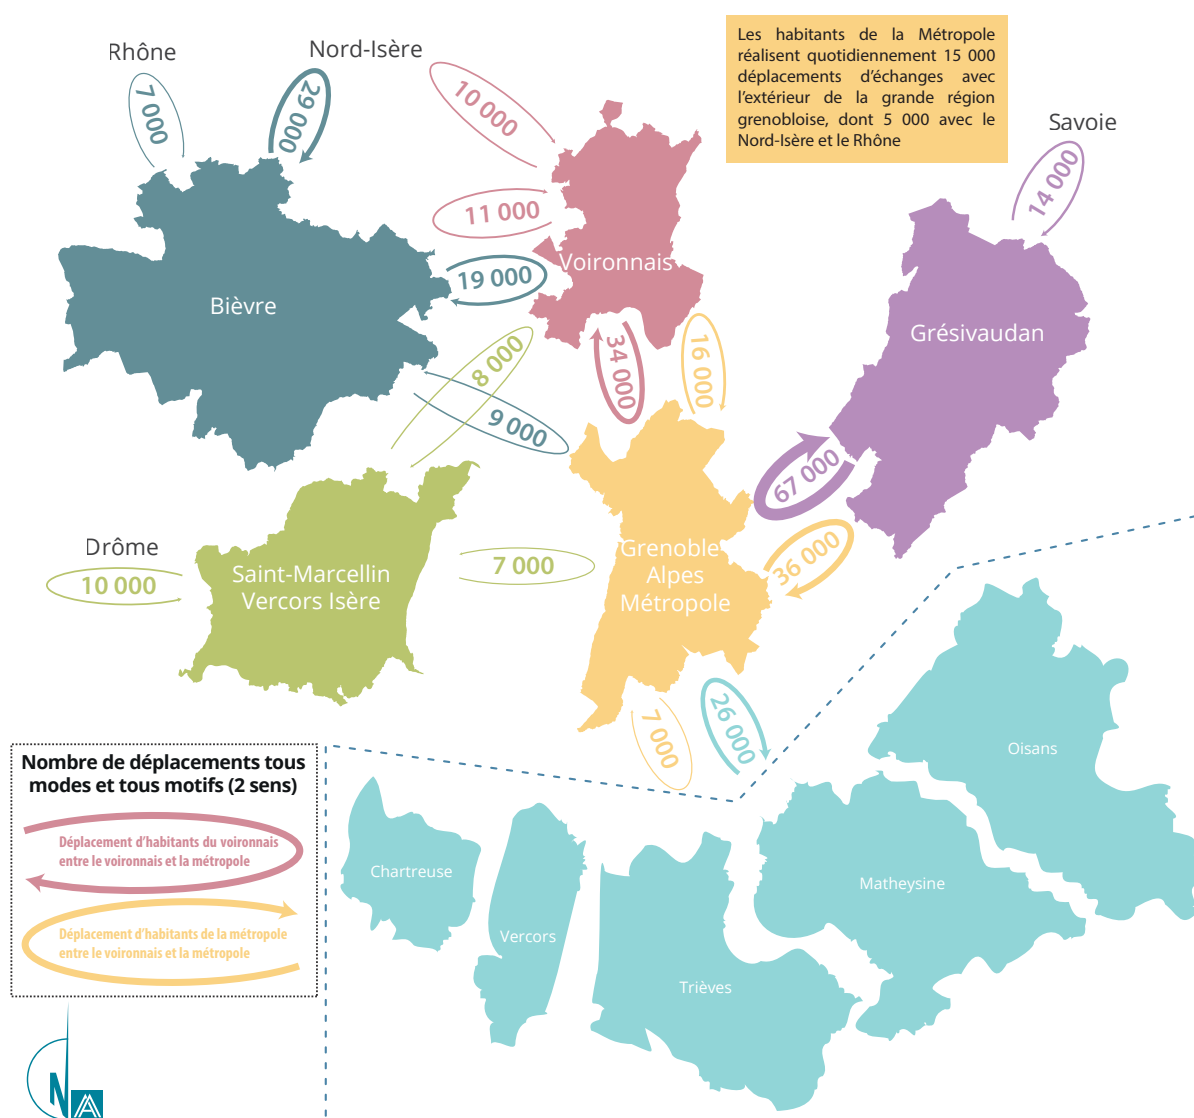 Les habitants de la Métropole
réalisent quotidiennement 15 000
déplacements d'échanges avec
l'extérieur de la grande région
grenobloise, dont 5 000 avec le
Nord-Isère et le Rhône
Rhône
Nord-Isère
Savoie
7 000
29 000
10 000
14 000
11 000
Voironnais
19 000
Bièvre
Grésivaudan
34 000
16 000
8 000
9 000
67 000
Drôme
10 000
Saint-Marcellin
Vercors Isère
7 000
Grenoble
Alpes
Métropole
36 000
7 000
26 000
Oisans
Chartreuse
Vercors
Trièves
Matheysine
Nombre de déplacements tous
modes et tous motifs (2 sens)
Déplacement d'habitants du voironnais
entre le voironnais et la métropole
Déplacement d'habitants de la métropole
entre le voironnais et la métropole
N